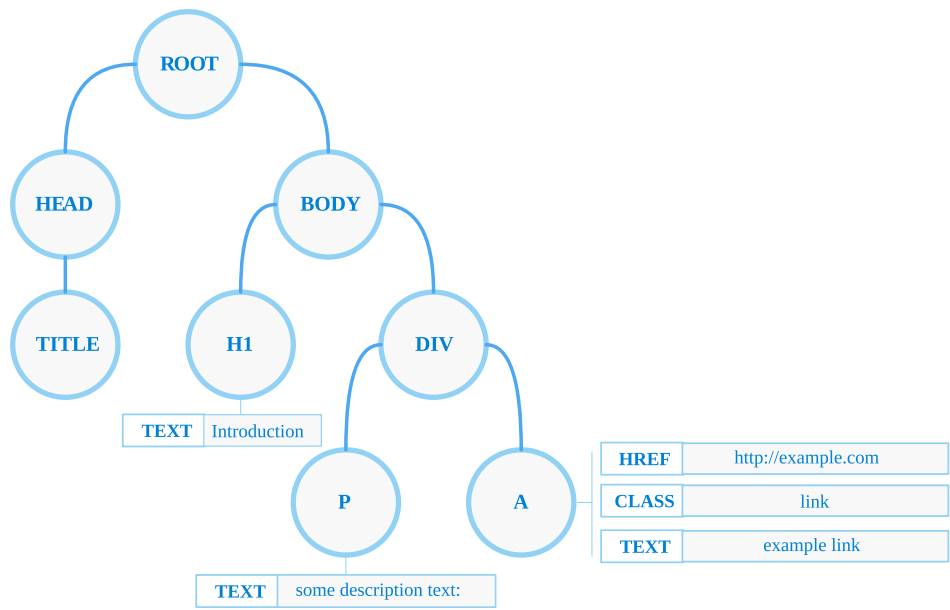 ROOT
HEAD
BODY
TITLE
H1
DIV
TEXT Introduction
P
A
HREF http://example.com
CLASS link
TEXT example link
TEXT some description text: